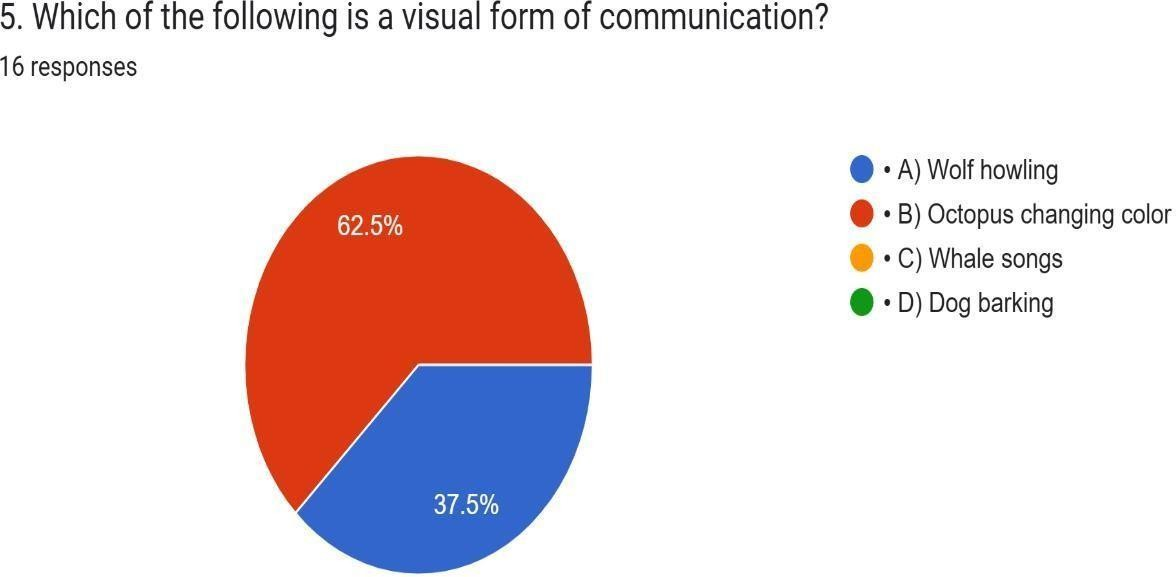 5. Which of the following is a visual form of communication?
16 responses
62.5%
37.5%
• A) Wolf howling
• B) Octopus changing color
• C) Whale songs
• D) Dog barking